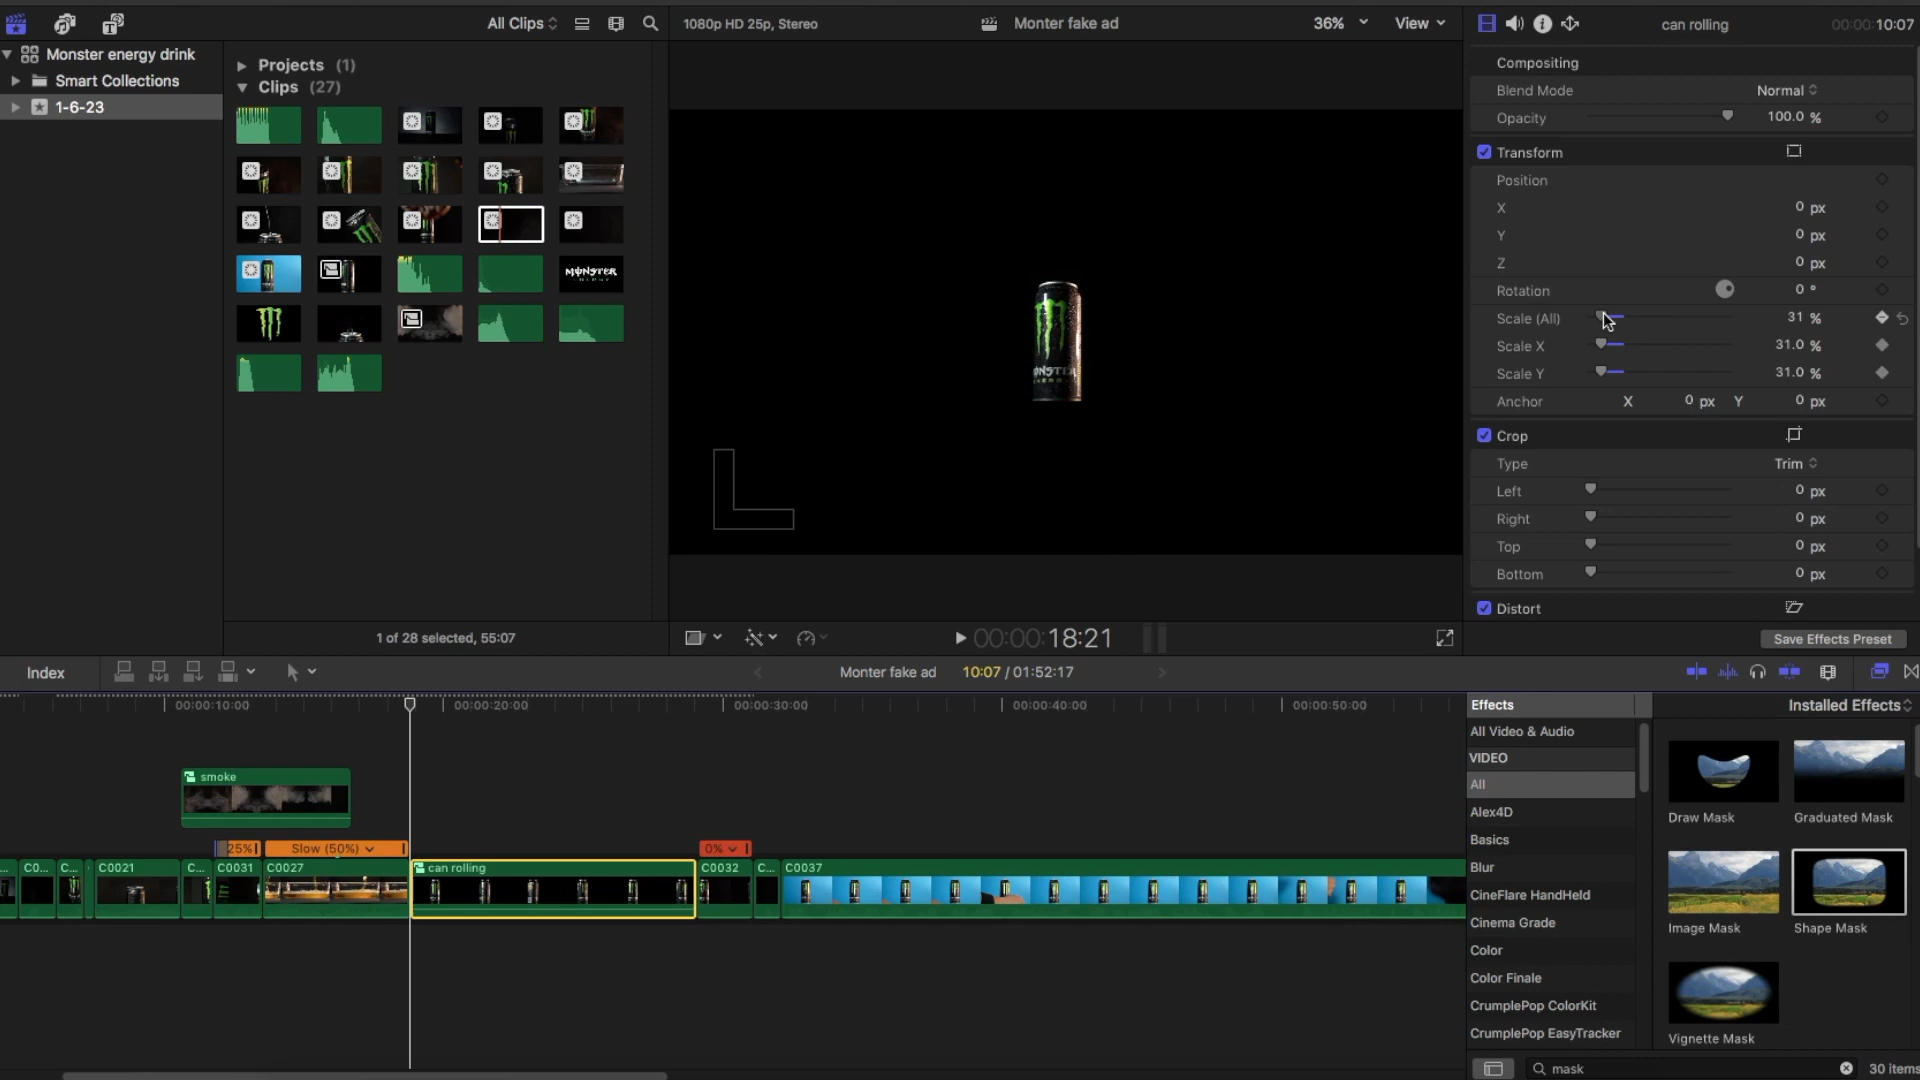 All Clips
1080p HD 25p, Stereo
Monter fake ad
36%
View
can rolling
00:00:10:07
Monster energy drink
Smart Collections
1-6-23
Projects (1)
Clips (27)
MONSTER
ENERGY
1 of 28 selected, 55:07
MONSTER
ENERGY
00:00:18:21
Compositing
Blend Mode Normal
Opacity 100.0 %
Transform
Position
X 0 px
Y 0 px
Z 0 px
Rotation 0 °
Scale (All) 31 %
Scale X 31.0 %
Scale Y 31.0 %
Anchor X 0 px Y 0 px
Crop
Type Trim
Left 0 px
Right 0 px
Top 0 px
Bottom 0 px
Distort
Save Effects Preset
Index
Monter fake ad 10:07 / 01:52:17
00:00:10:00 00:00:20:00 00:00:30:00 00:00:40:00 00:00:50:00
smoke
25% Slow (50%) 0%
... C0... C... C0021 C... C0031 C0027 can rolling C0032 C... C0037
Effects
Installed Effects
All Video & Audio
VIDEO
All
Alex4D
Basics
Blur
CineFlare HandHeld
Cinema Grade
Color
Color Finale
CrumplePop ColorKit
CrumplePop EasyTracker
Draw Mask
Graduated Mask
Image Mask
Shape Mask
Vignette Mask
mask
30 items